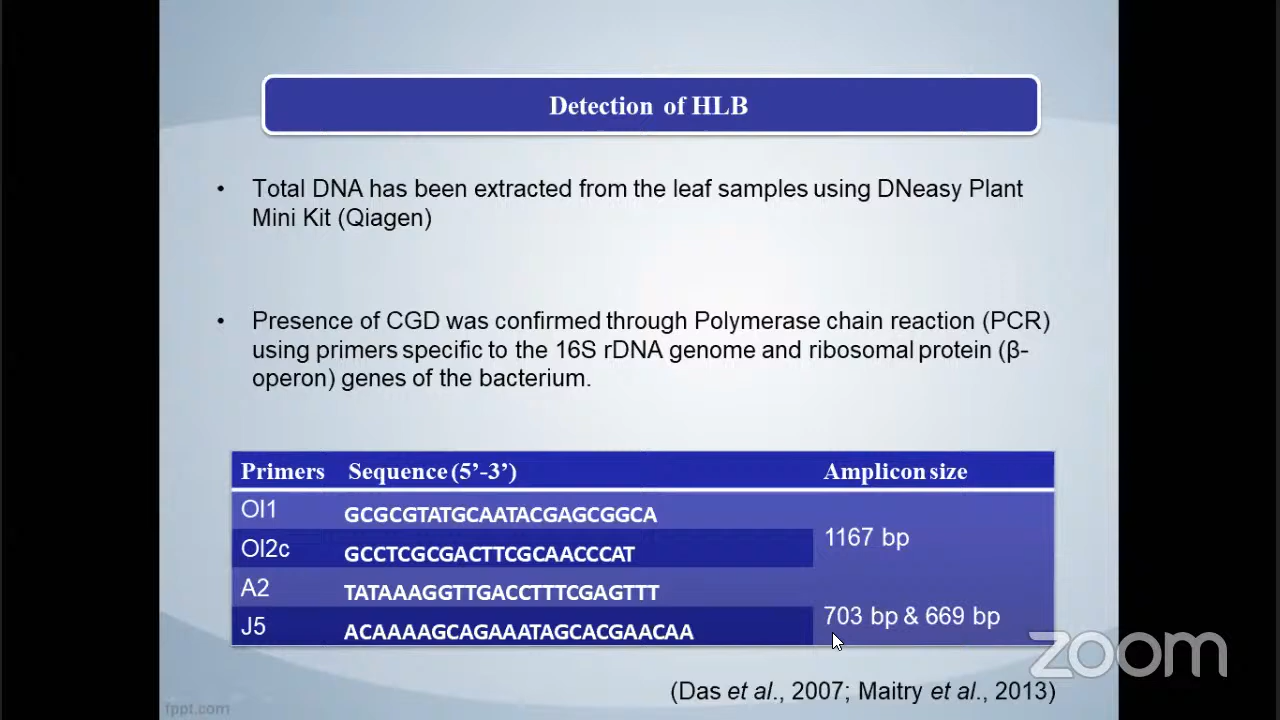 Detection of HLB
• Total DNA has been extracted from the leaf samples using DNeasy Plant
Mini Kit (Qiagen)
• Presence of CGD was confirmed through Polymerase chain reaction (PCR)
using primers specific to the 16S rDNA genome and ribosomal protein (β-
operon) genes of the bacterium.
Primers Sequence (5’-3’) Amplicon size
OI1 GCGCGTATGCAATACGAGCGGCA
1167 bp
OI2c GCCTCGCGACTTCGCAACCCAT
A2 TATAAAGGTTGACCTTTCGAGTTT
703 bp & 669 bp
J5 ACAAAAGCAGAAATAGCACGAACAA
zoom
(Das et al., 2007; Maitry et al., 2013)
fppt.com